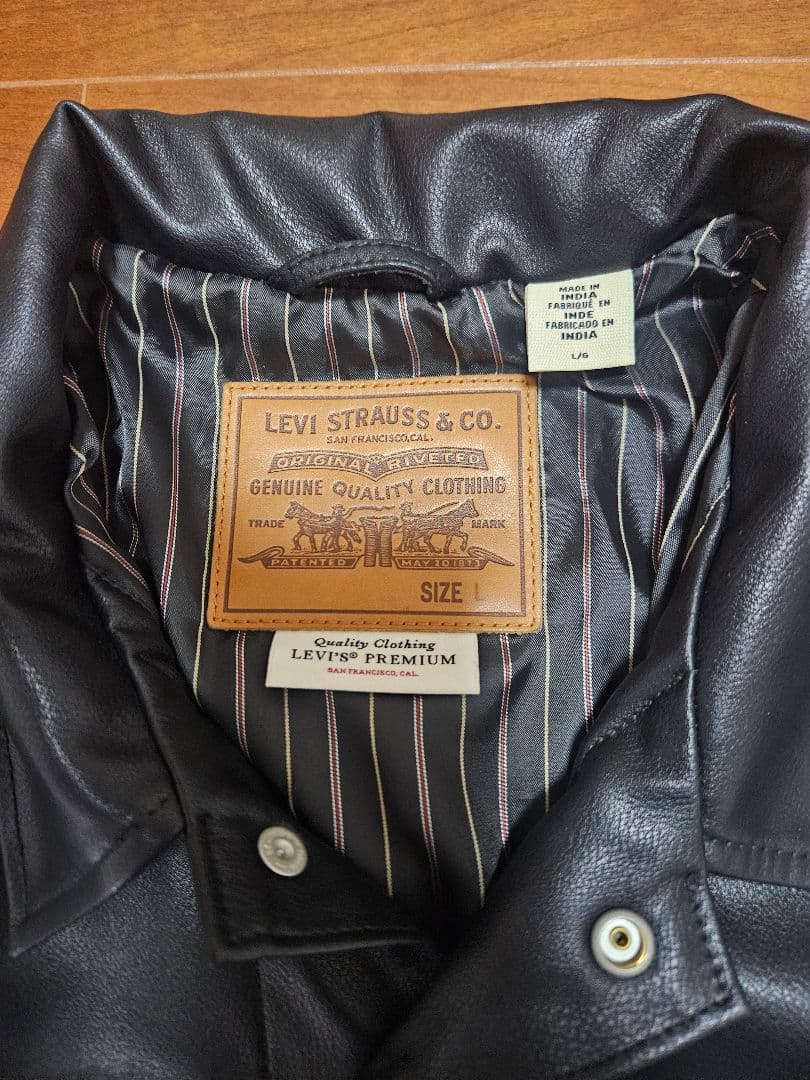 MADE IN
INDIA
FABRIQUÉ EN
INDE
FABRICADO EN
INDIA
L/G
LEVI STRAUSS & CO.
SAN FRANCISCO, CAL.
ORIGINAL RIVETED
GENUINE QUALITY CLOTHING
TRADE MARK
PATENTED MAY 20 1873
SIZE L
Quality Clothing
LEVI'S® PREMIUM
SAN FRANCISCO, CAL.